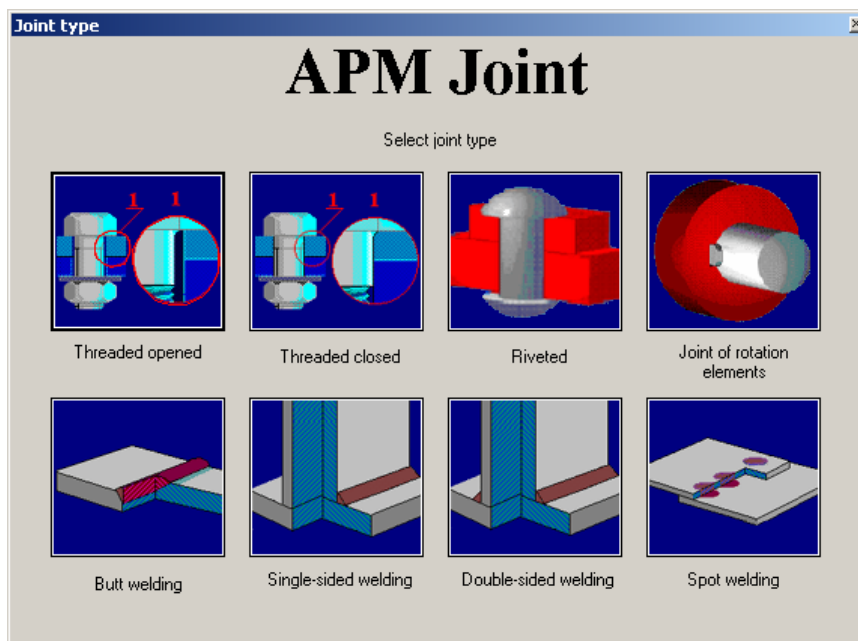 Joint type
APM Joint
Select joint type
1 1
1 1
Threaded opened
Threaded closed
Riveted
Joint of rotation
elements
Butt welding
Single-sided welding
Double-sided welding
Spot welding